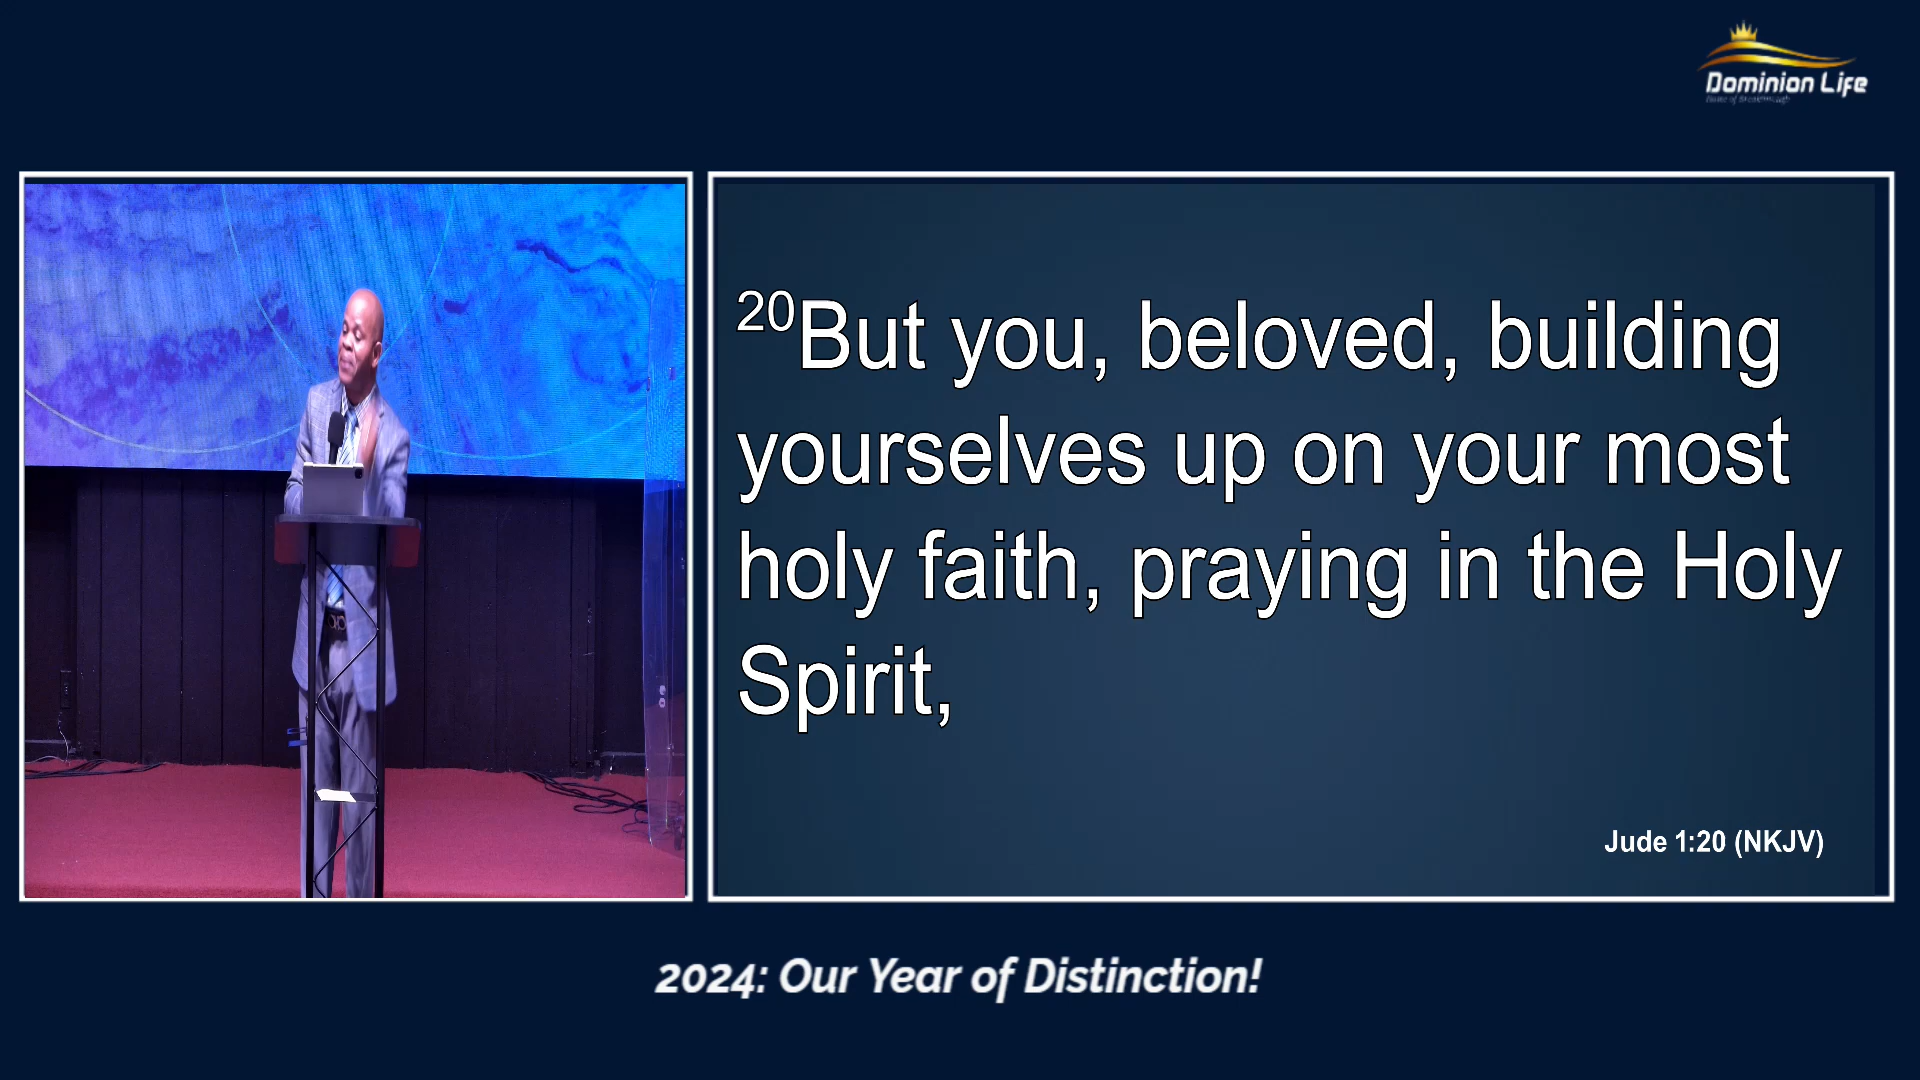 Dominion Life
20But you, beloved, building
yourselves up on your most
holy faith, praying in the Holy
Spirit,
Jude 1:20 (NKJV)
2024: Our Year of Distinction!